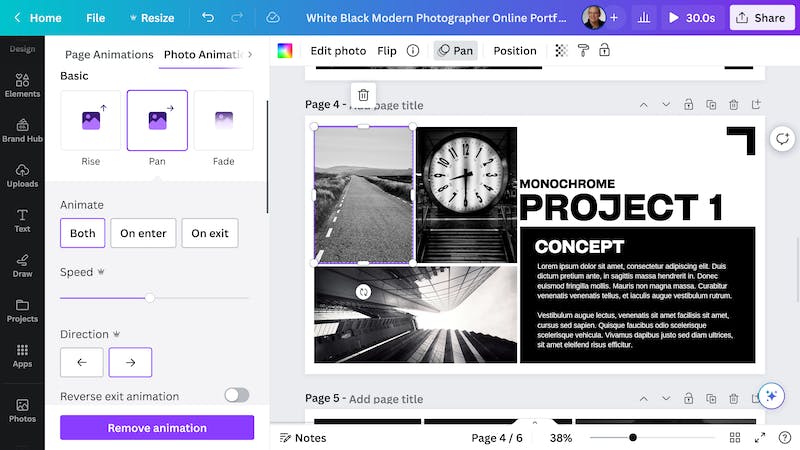 Home
File
Resize
White Black Modern Photographer Online Portf...
30.0s
Share
Design
Elements
Brand Hub
Uploads
Text
Draw
Projects
Apps
Photos
Page Animations
Photo Animatic
Basic
Rise
Pan
Fade
Animate
Both
On enter
On exit
Speed
Direction
Reverse exit animation
Remove animation
Edit photo
Flip
Pan
Position
Page 4 - Add page title
MONOCHROME
PROJECT 1
CONCEPT
Lorem ipsum dolor sit amet, consectetur adipiscing elit. Duis
dictum pretium ante, in sagittis massa hendrerit in. Donec
euismod fringilla mollis. Mauris non magna massa. Curabitur
venenatis venenatis tellus, et iaculis augue vestibulum rutrum.
Vestibulum augue lectus, venenatis sit amet facilisis sit amet,
cursus sed sapien. Quisque faucibus odio scelerisque
scelerisque vehicula. Vivamus dapibus justo sed diam ultrices,
sit amet eleifend risus efficitur.
Page 5 - Add page title
Notes
Page 4 / 6
38%